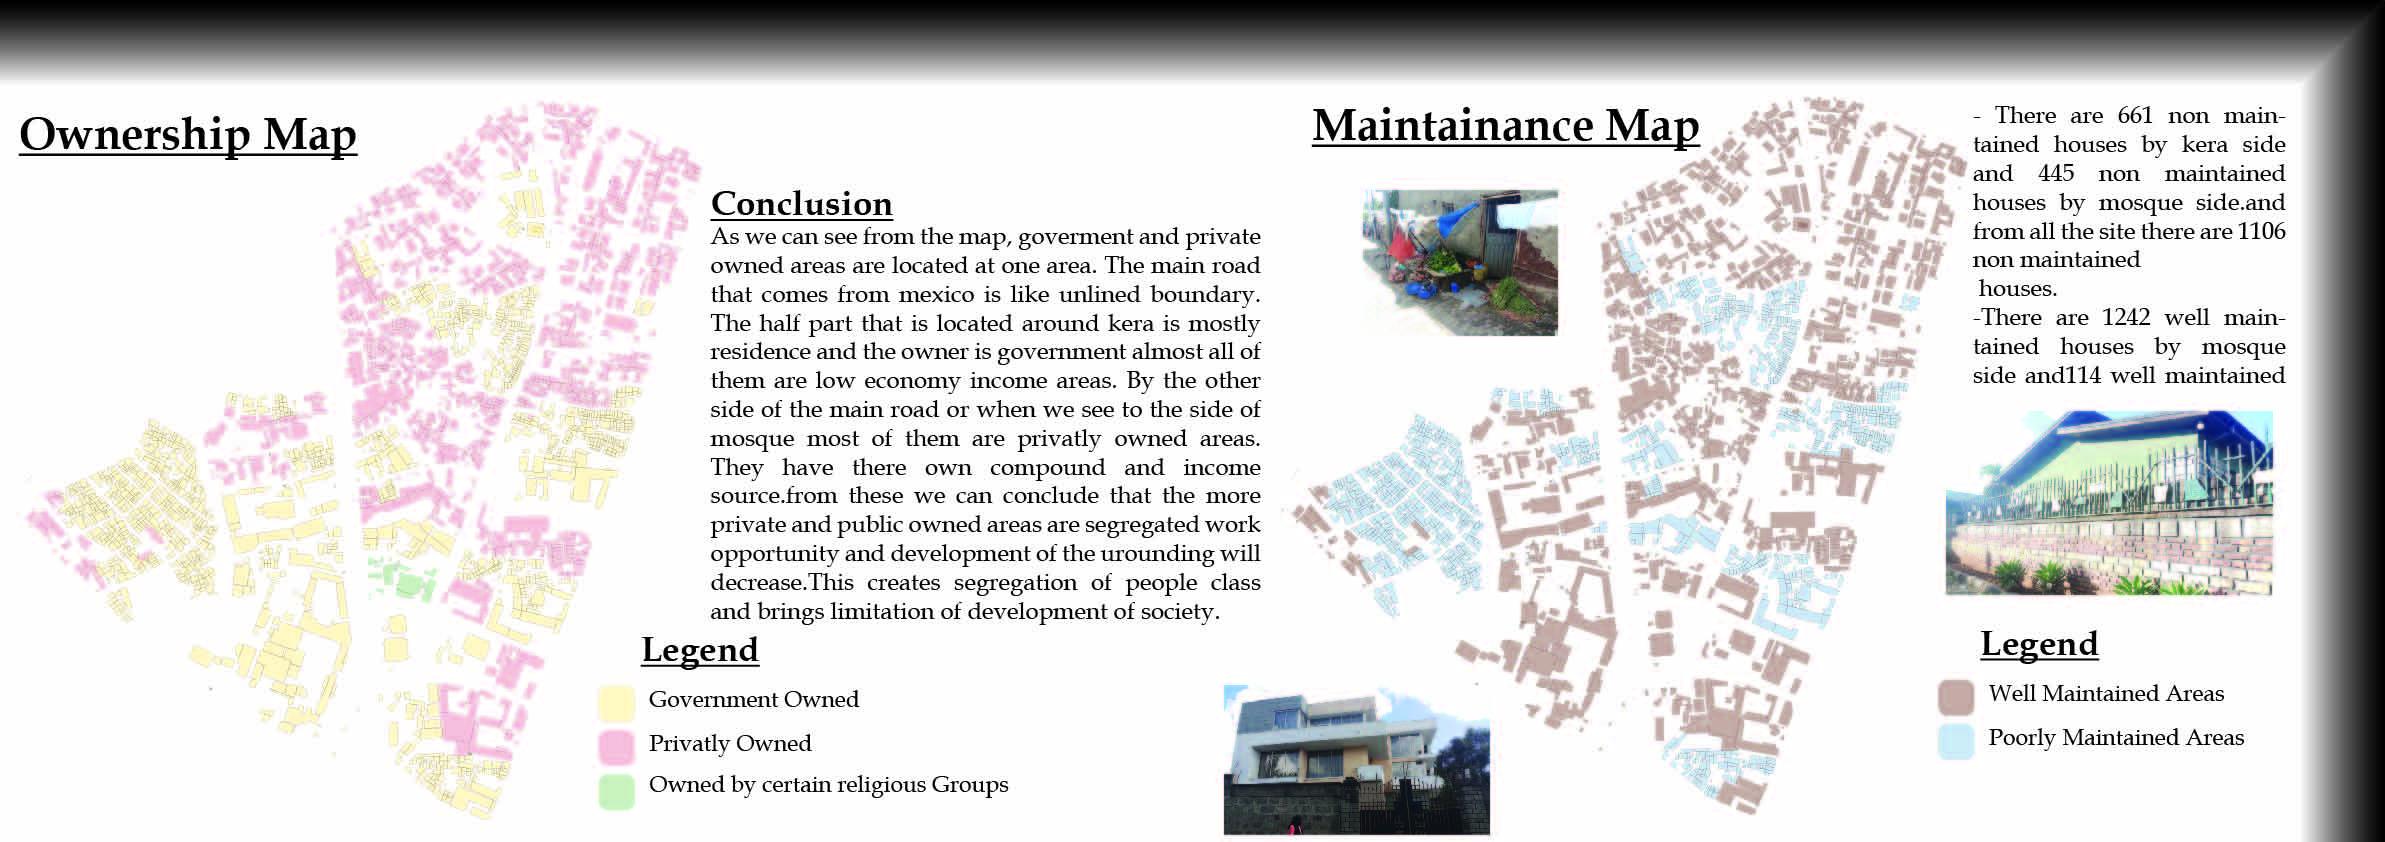 Ownership Map
Conclusion
As we can see from the map, goverment and private
owned areas are located at one area. The main road
that comes from mexico is like unlined boundary.
The half part that is located around kera is mostly
residence and the owner is government almost all of
them are low economy income areas. By the other
side of the main road or when we see to the side of
mosque most of them are privatly owned areas.
They have there own compound and income
source.from these we can conclude that the more
private and public owned areas are segregated work
opportunity and development of the urounding will
decrease.This creates segregation of people class
and brings limitation of development of society.
Legend
Government Owned
Privatly Owned
Owned by certain religious Groups
Maintainance Map
- There are 661 non main-
tained houses by kera side
and 445 non maintained
houses by mosque side.and
from all the site there are 1106
non maintained
houses.
-There are 1242 well main-
tained houses by mosque
side and114 well maintained
Legend
Well Maintained Areas
Poorly Maintained Areas